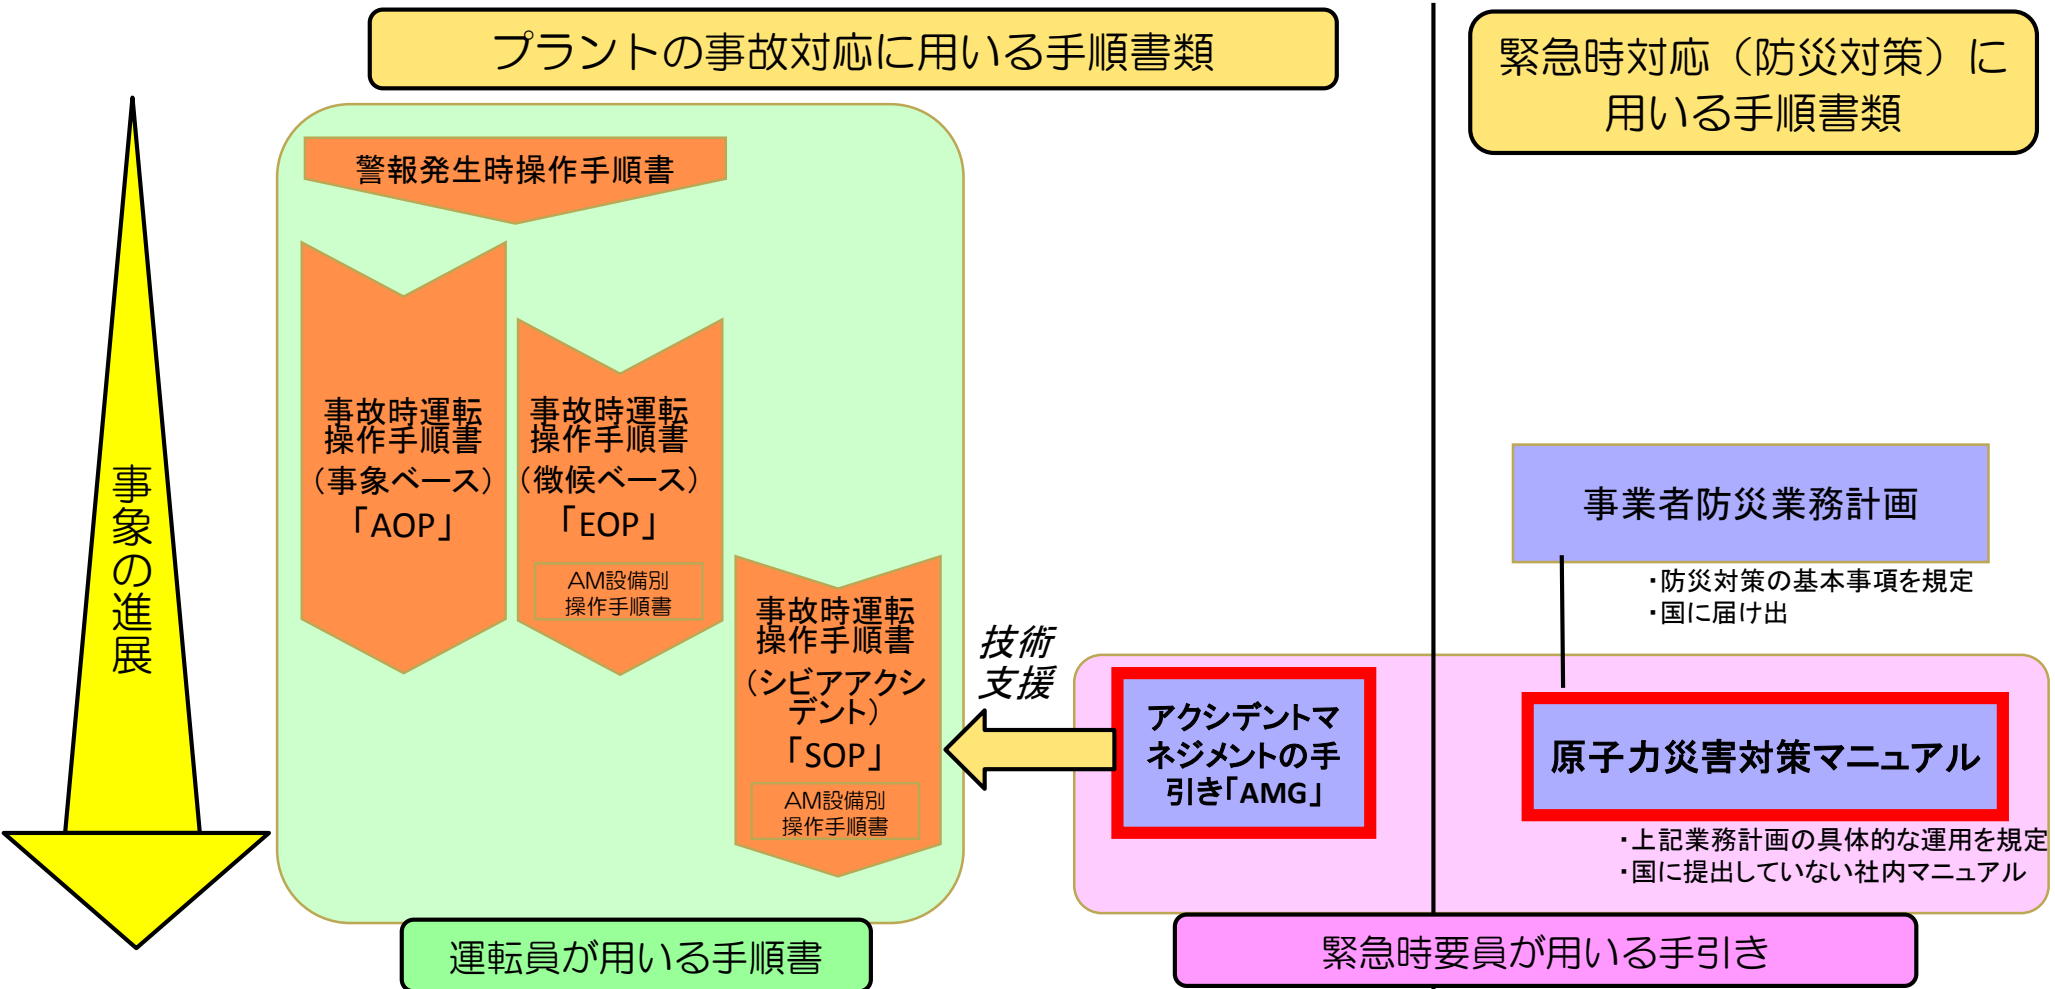 プラントの事故対応に用いる手順書類
緊急時対応（防災対策）に
用いる手順書類
事象の進展
警報発生時操作手順書
事故時運転
操作手順書
（事象ベース）
「AOP」
事故時運転
操作手順書
（徴候ベース）
「EOP」
AM設備別
操作手順書
事故時運転
操作手順書
（シビアアクシ
デント）
「SOP」
AM設備別
操作手順書
技術
支援
アクシデントマ
ネジメントの手
引き「AMG」
事業者防災業務計画
・防災対策の基本事項を規定
・国に届け出
原子力災害対策マニュアル
・上記業務計画の具体的な運用を規定
・国に提出していない社内マニュアル
運転員が用いる手順書
緊急時要員が用いる手引き